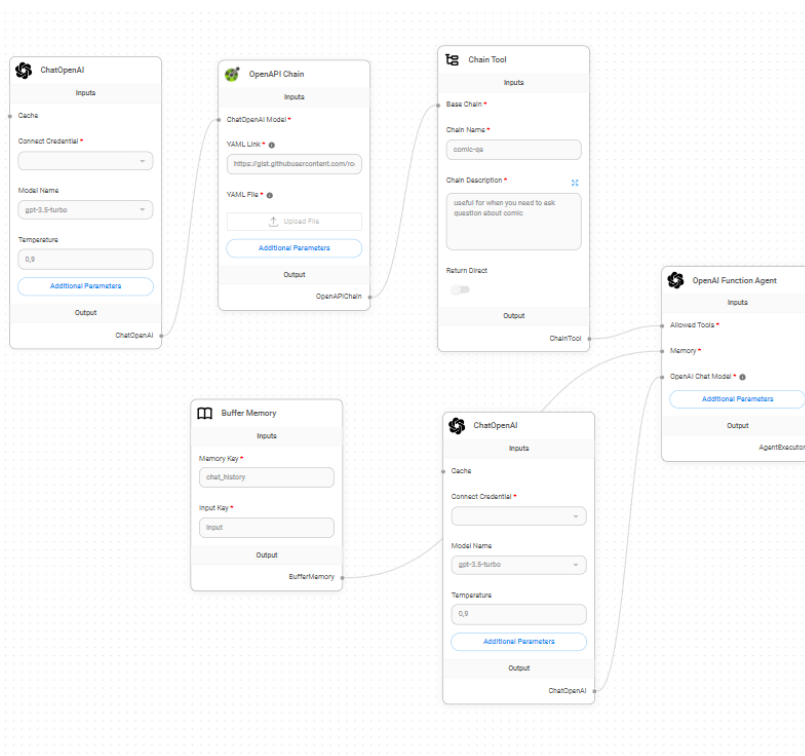 ChatOpenAI
Inputs
Cache
Connect Credential *
Model Name
gpt-3.5-turbo
Temperature
0,9
Additional Parameters
Output
ChatOpenAI
OpenAPI Chain
Inputs
ChatOpenAI Model *
YAML Link *
https://gist.githubusercontent.com/ro
YAML File *
Upload File
Additional Parameters
Output
OpenAPIChain
Chain Tool
Inputs
Base Chain *
Chain Name *
comic-qa
Chain Description *
useful for when you need to ask
question about comic
Return Direct
Output
ChainTool
OpenAI Function Agent
Inputs
Allowed Tools *
Memory *
OpenAI Chat Model *
Additional Parameters
Output
AgentExecutor
Buffer Memory
Inputs
Memory Key *
chat_history
Input Key *
input
Output
BufferMemory
ChatOpenAI
Inputs
Cache
Connect Credential *
Model Name
gpt-3.5-turbo
Temperature
0,9
Additional Parameters
Output
ChatOpenAI